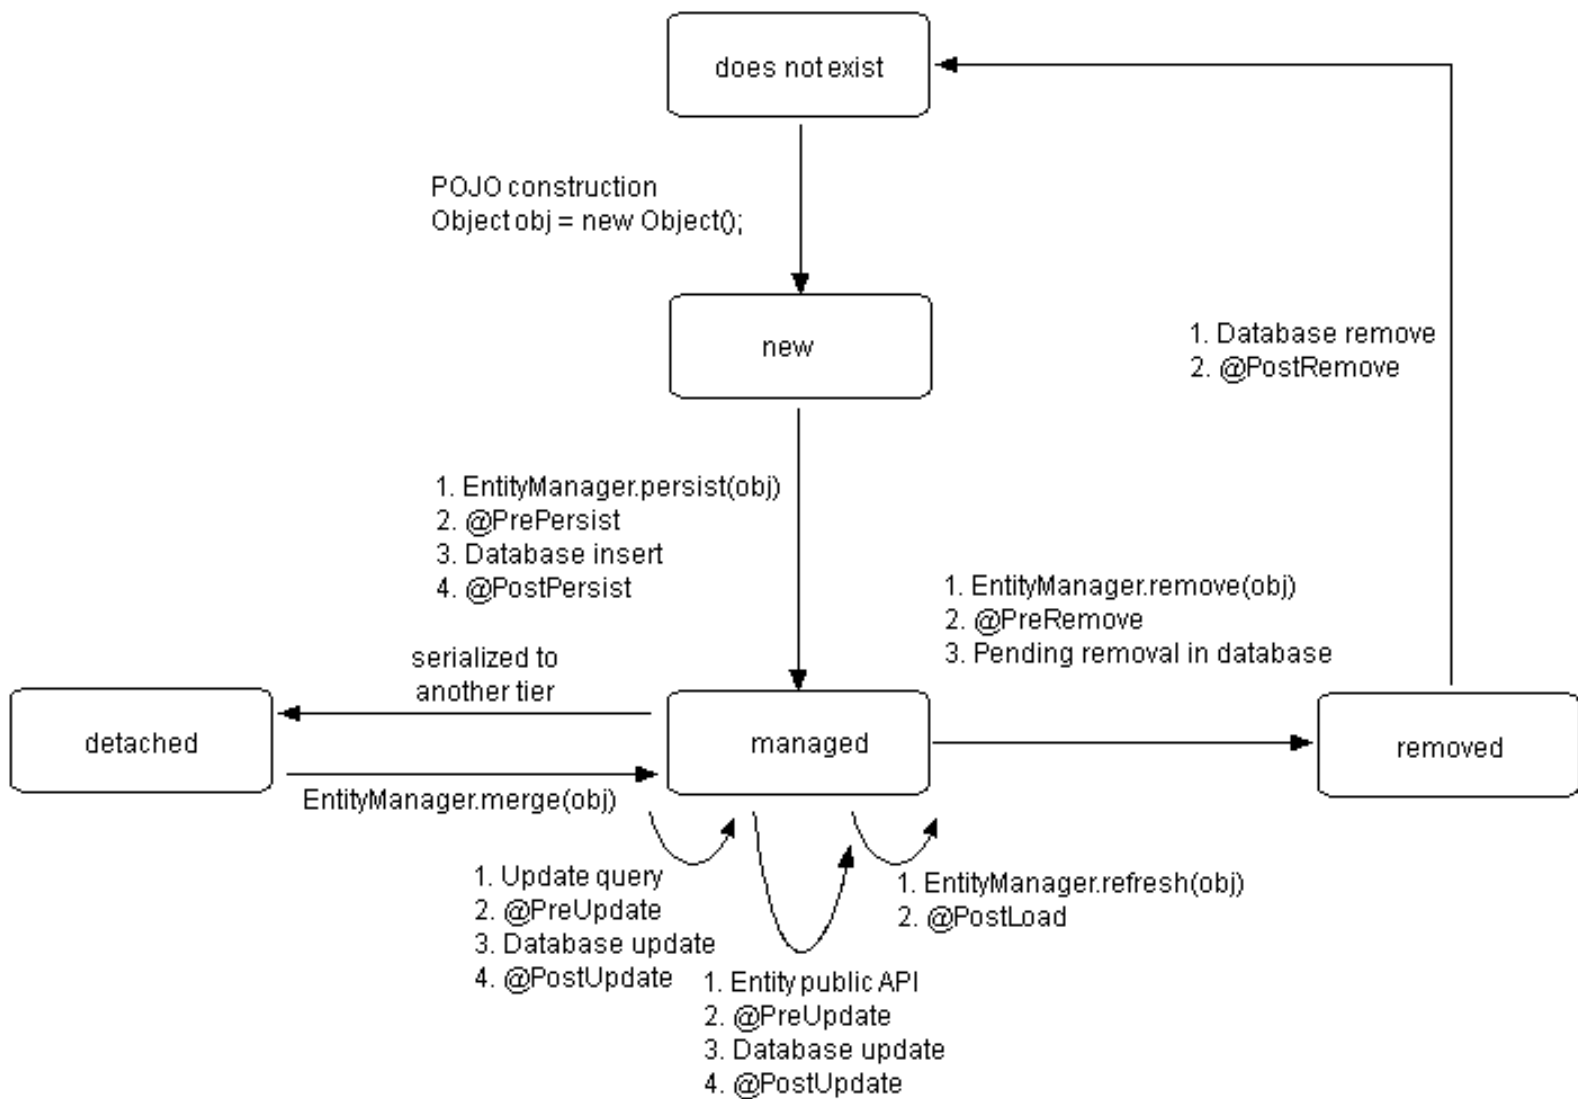 does not exist
POJO construction
Object obj = new Object();
new
1. Database remove
2. @PostRemove
1. EntityManager.persist(obj)
2. @PrePersist
3. Database insert
4. @PostPersist
1. EntityManager.remove(obj)
2. @PreRemove
3. Pending removal in database
serialized to
another tier
detached
managed
removed
EntityManager.merge(obj)
1. Update query
2. @PreUpdate
3. Database update
4. @PostUpdate
1. EntityManager.refresh(obj)
2. @PostLoad
1. Entity public API
2. @PreUpdate
3. Database update
4. @PostUpdate